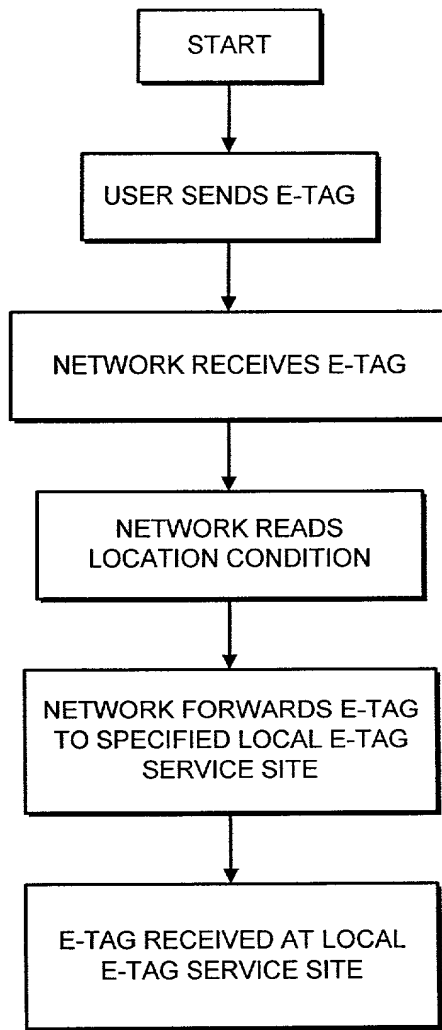 START
USER SENDS E-TAG
NETWORK RECEIVES E-TAG
NETWORK READS
LOCATION CONDITION
NETWORK FORWARDS E-TAG
TO SPECIFIED LOCAL E-TAG
SERVICE SITE
E-TAG RECEIVED AT LOCAL
E-TAG SERVICE SITE